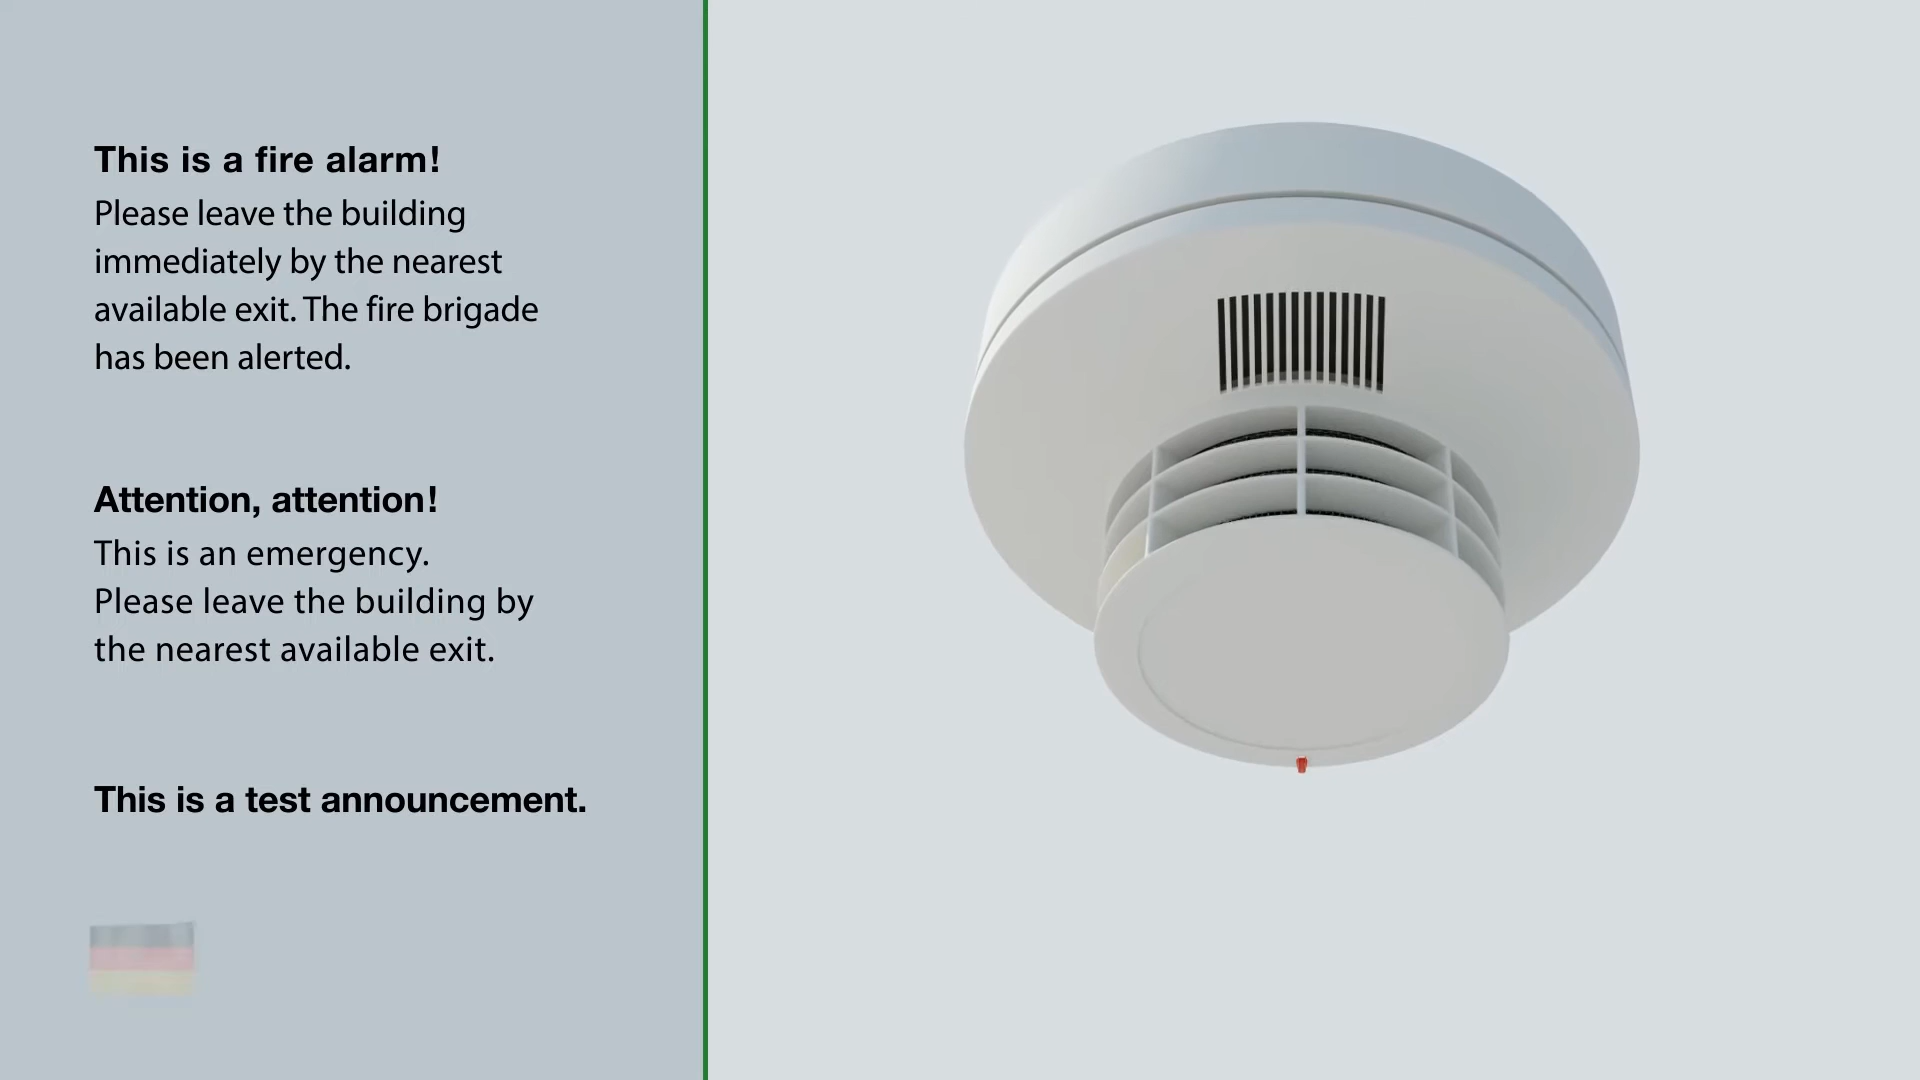 This is a fire alarm!
Please leave the building
immediately by the nearest
available exit. The fire brigade
has been alerted.
Attention, attention!
This is an emergency.
Please leave the building by
the nearest available exit.
This is a test announcement.